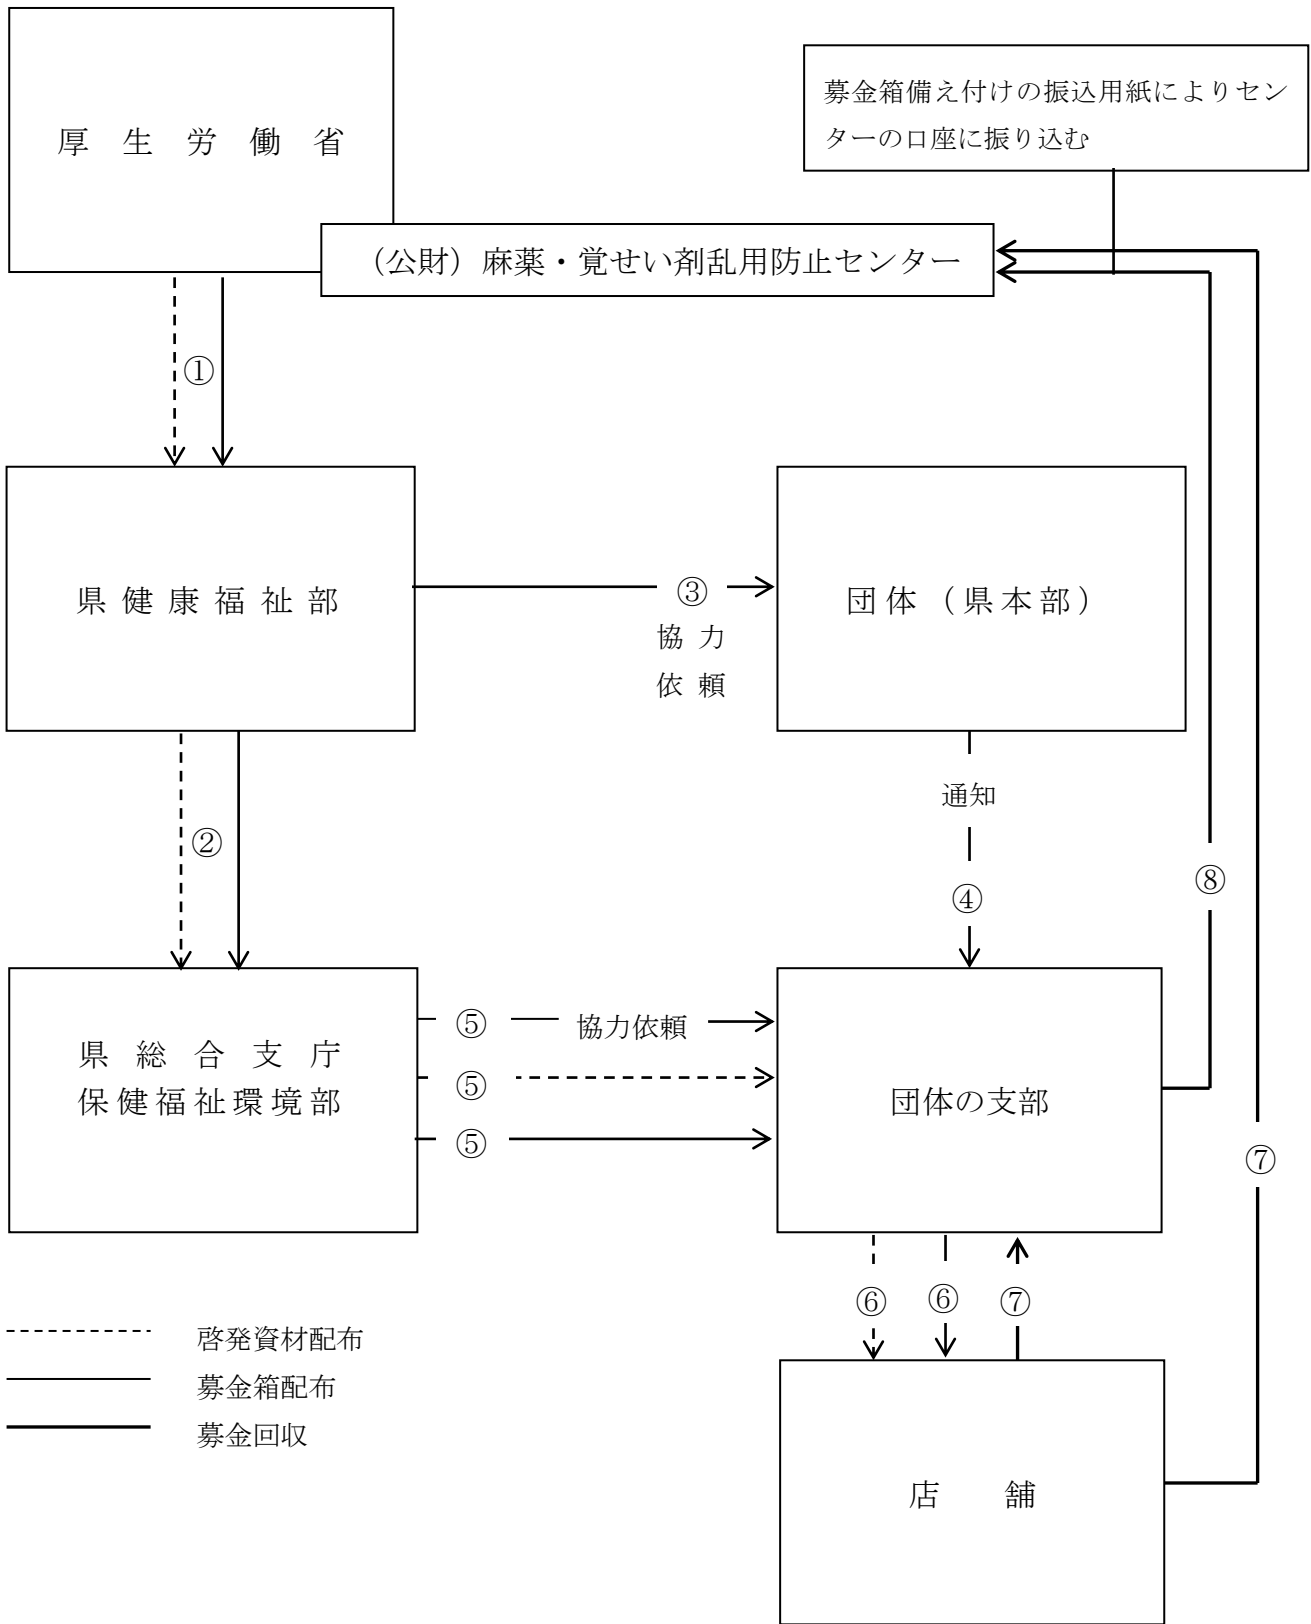 厚生労働省
募金箱備え付けの振込用紙によりセン
ターの口座に振り込む
（公財）麻薬・覚せい剤乱用防止センター
①
県健康福祉部
③
協力
依頼
団体（県本部）
②
通知
④
⑧
県総合支庁
保健福祉環境部
⑤
協力依頼
⑤
⑤
団体の支部
⑦
⑥
⑥
⑦
啓発資材配布
募金箱配布
募金回収
店舗